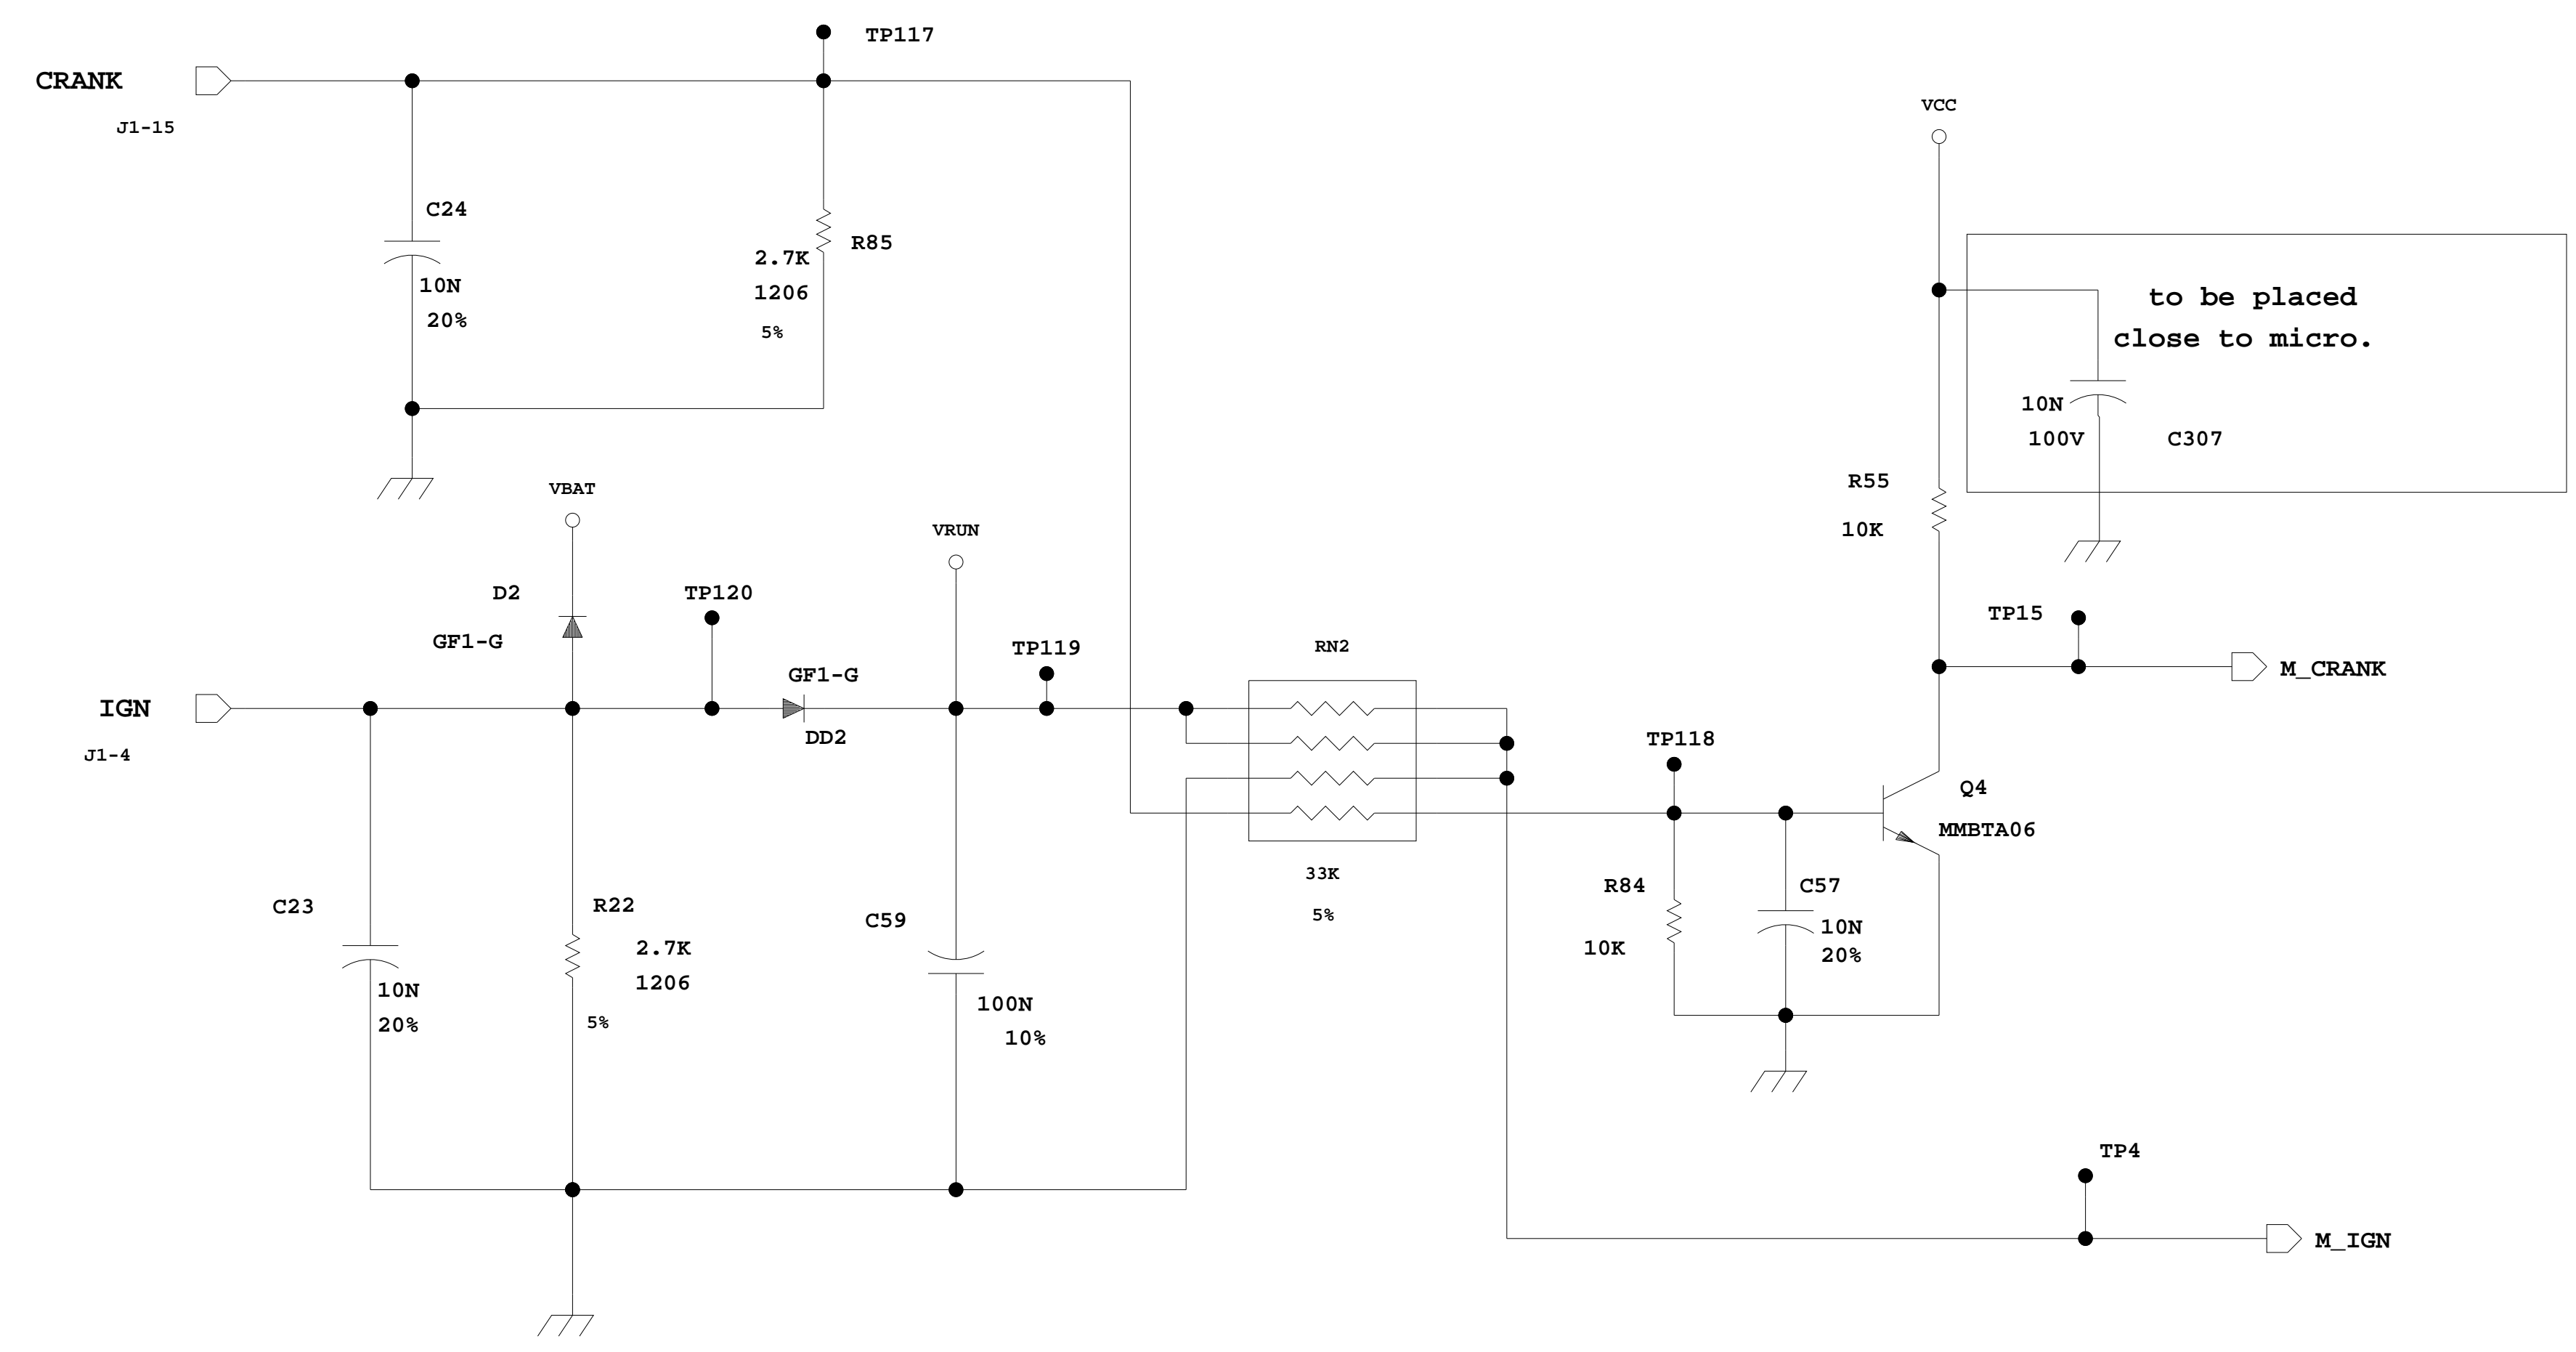 TP117
CRANK
J1-15
VCC
C24
10N
20%
R85
2.7K
1206
5%
to be placed
close to micro.
10N
100V
C307
R55
10K
VBAT
VRUN
D2
GF1-G
TP120
TP119
RN2
TP15
M_CRANK
GF1-G
DD2
IGN
J1-4
TP118
Q4
MMBTA06
33K
5%
R84
10K
C57
10N
20%
C23
10N
20%
R22
2.7K
1206
5%
C59
100N
10%
TP4
M_IGN